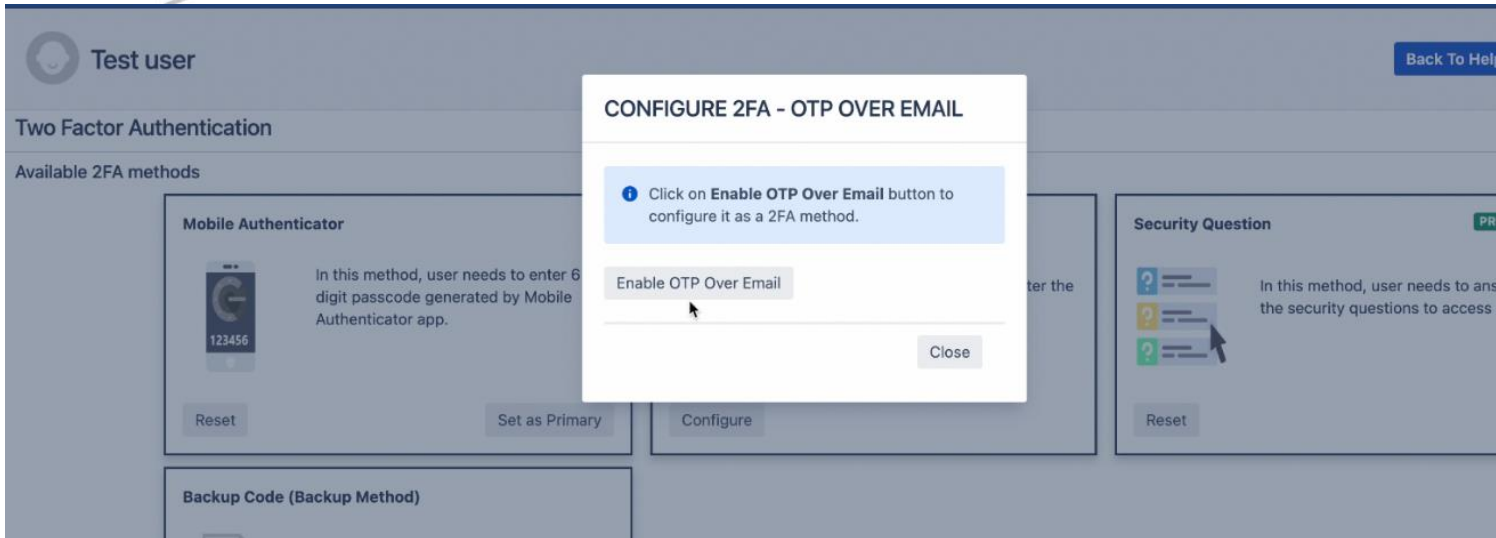 Test user
Back To Help
Two Factor Authentication
Available 2FA methods
CONFIGURE 2FA - OTP OVER EMAIL
Click on Enable OTP Over Email button to
configure it as a 2FA method.
Enable OTP Over Email
Close
Mobile Authenticator
In this method, user needs to enter 6
digit passcode generated by Mobile
Authenticator app.
123456
Reset
Set as Primary
ter the
Configure
Security Question
PR
In this method, user needs to ans
the security questions to access
Reset
Backup Code (Backup Method)